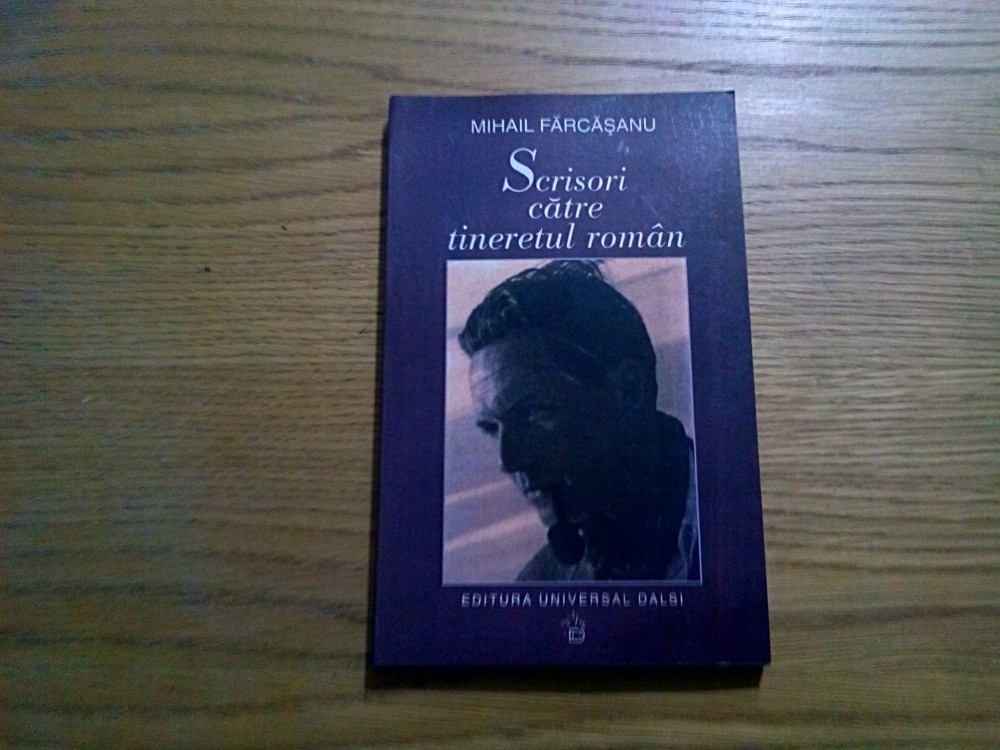 MIHAIL FĂRCĂŞANU
Scrisori
către
tineretul român
EDITURA UNIVERSAL DALSI